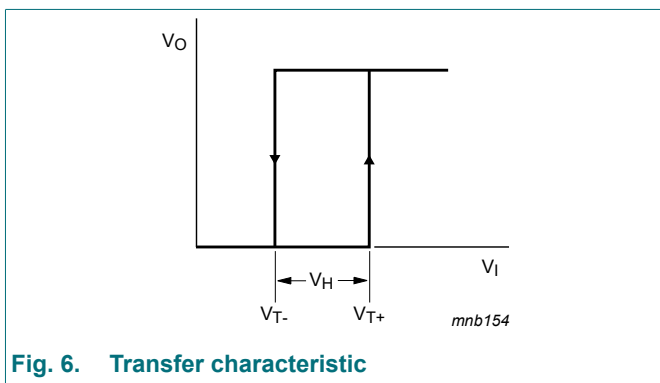 VO
VI
VH
VT-
VT+
mnb154
Fig. 6. Transfer characteristic